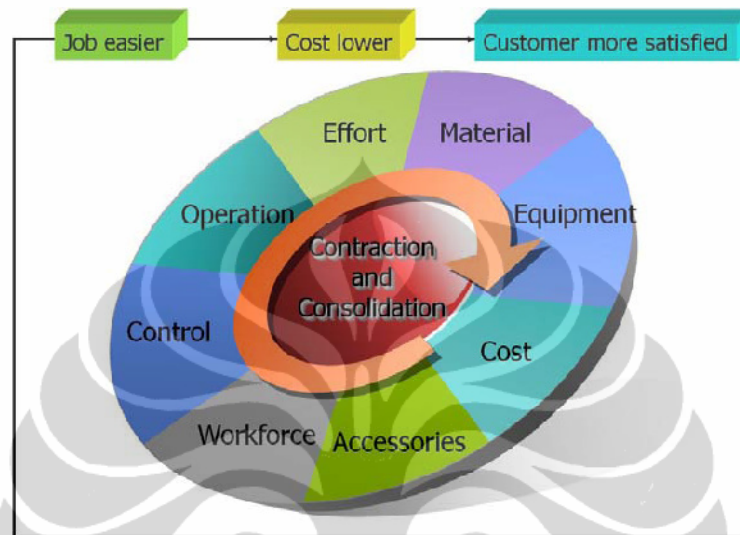 Job easier
Cost lower
Customer more satisfied
Effort
Material
Operation
Equipment
Contraction
and
Consolidation
Control
Cost
Workforce
Accessories